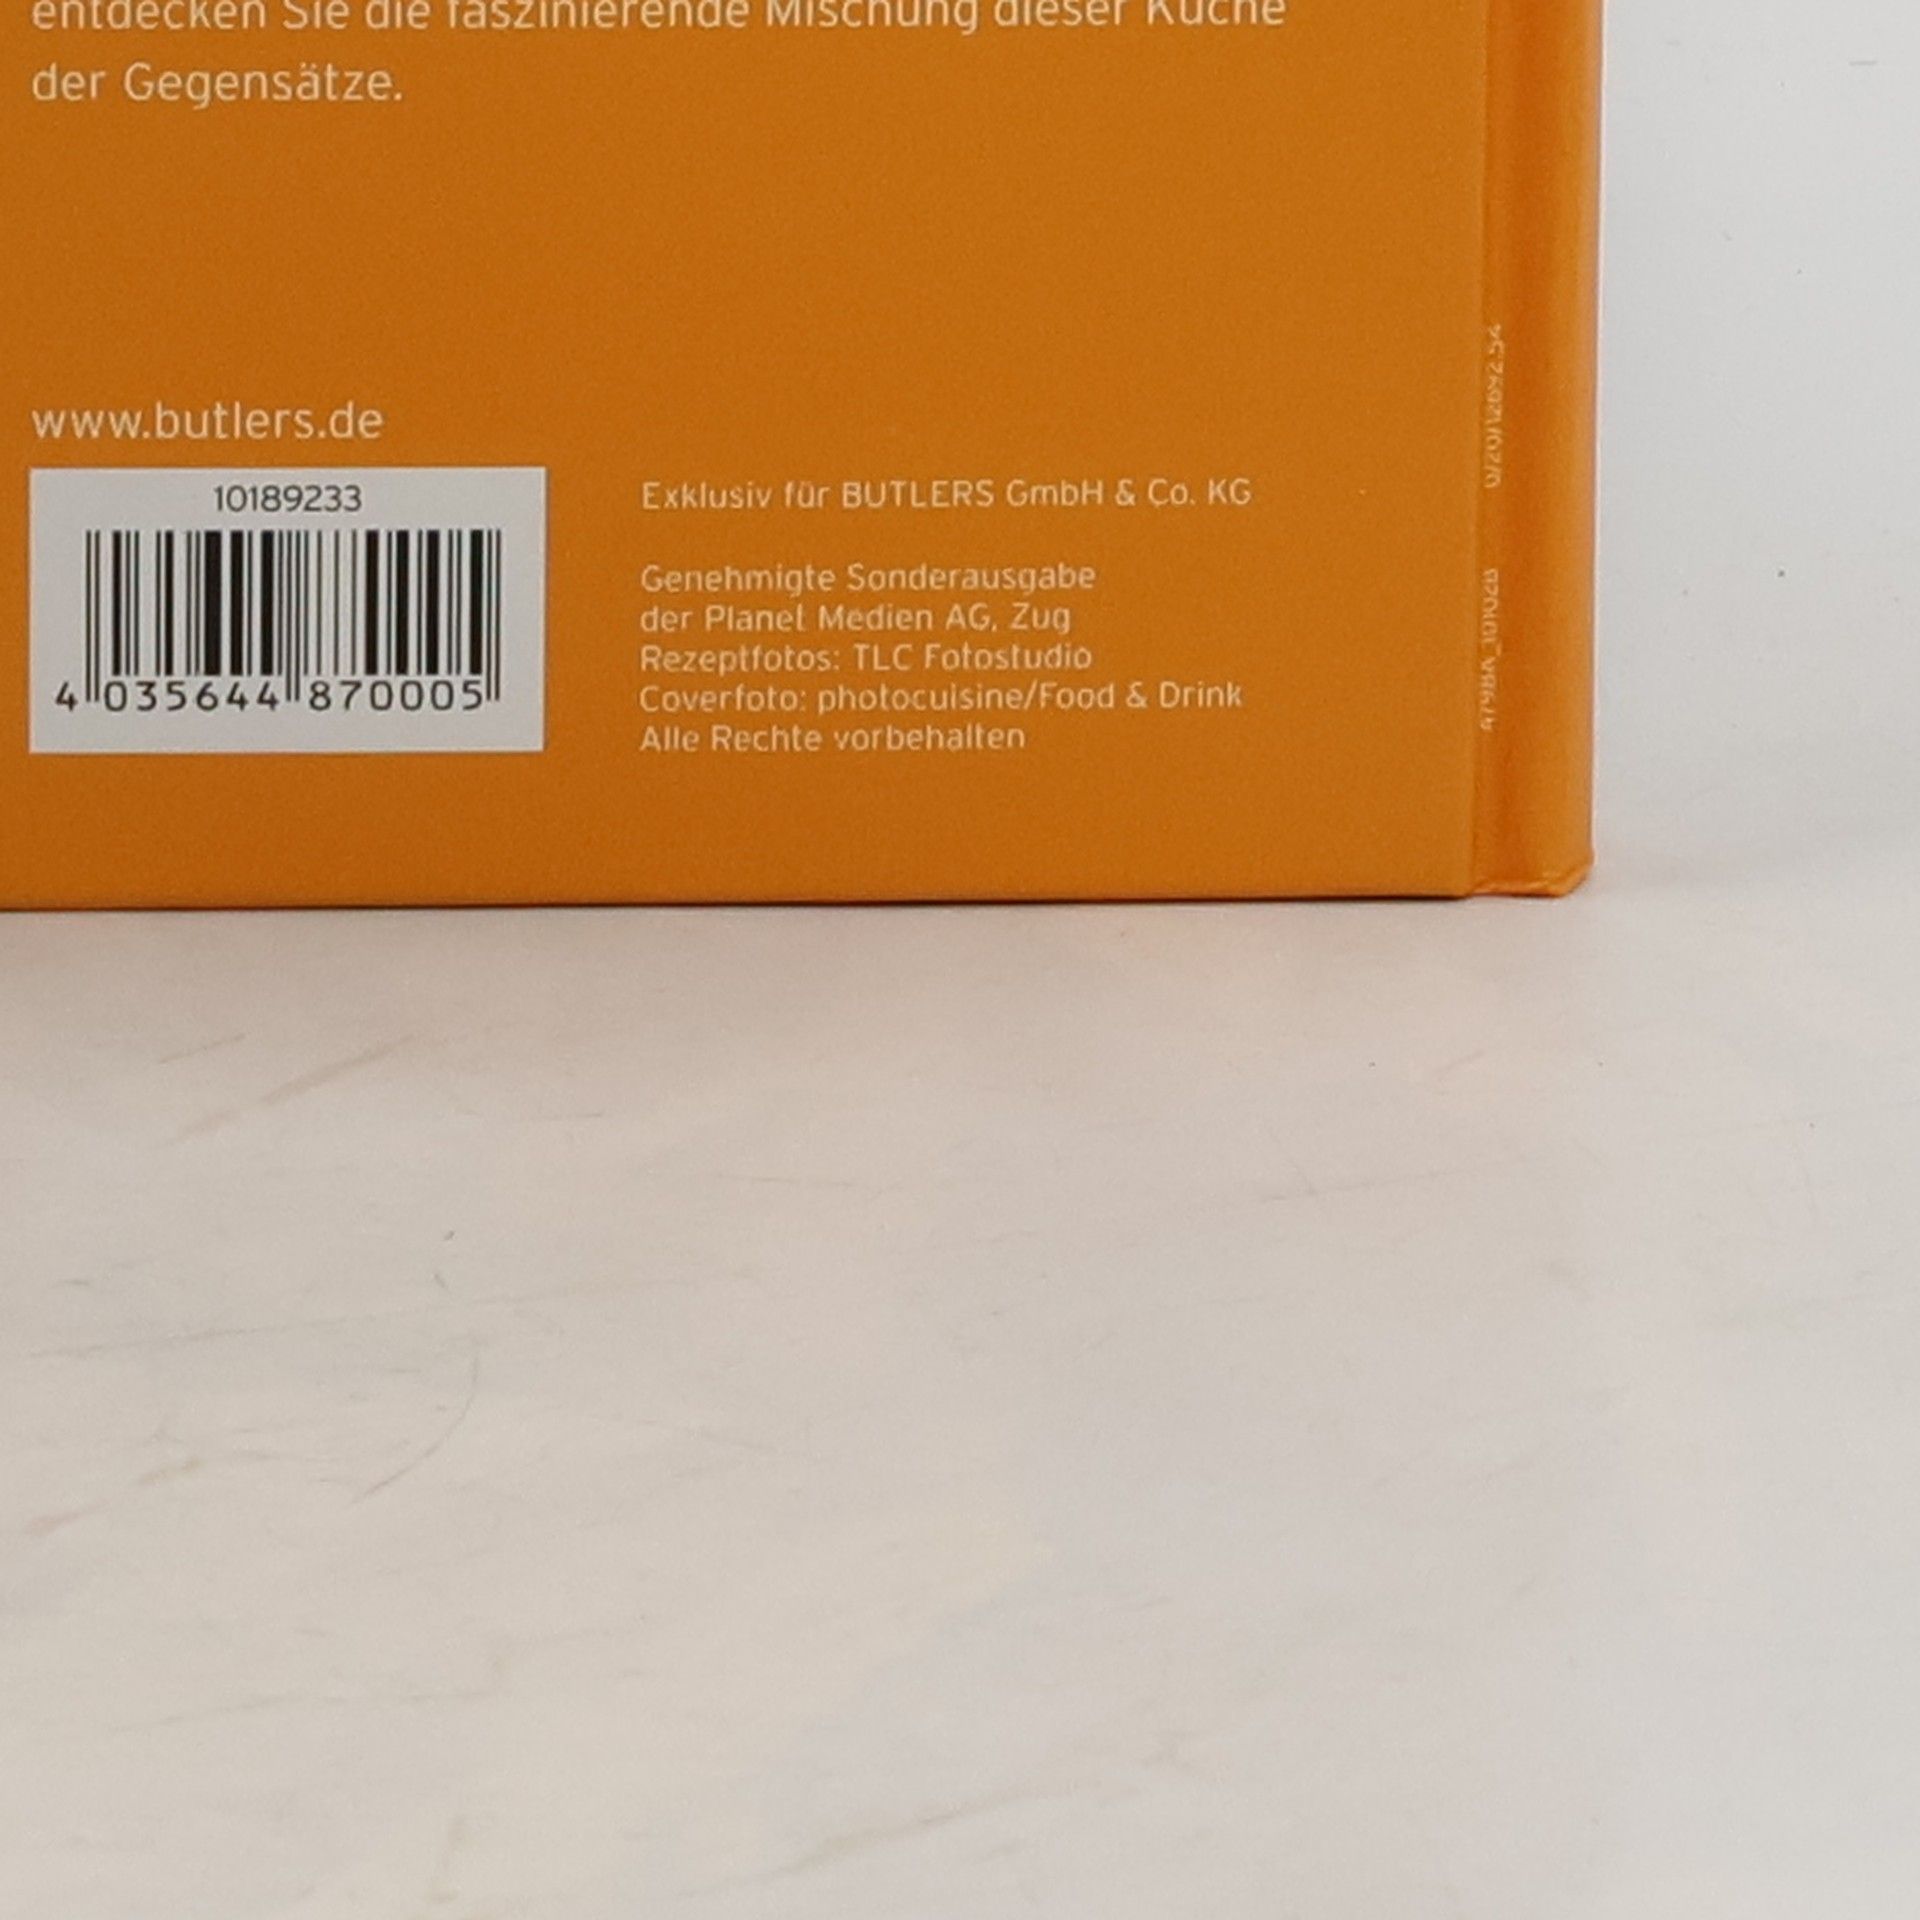 entdecken Sie die faszinierende Mischung dieser Küche
der Gegensätze.
www.butlers.de
10189233
4 035644 870005
Exklusiv für BUTLERS GmbH & Co. KG
Genehmigte Sonderausgabe
der Planet Medien AG, Zug
Rezeptfotos: TLC Fotostudio
Coverfoto: photocuisine/Food & Drink
Alle Rechte vorbehalten